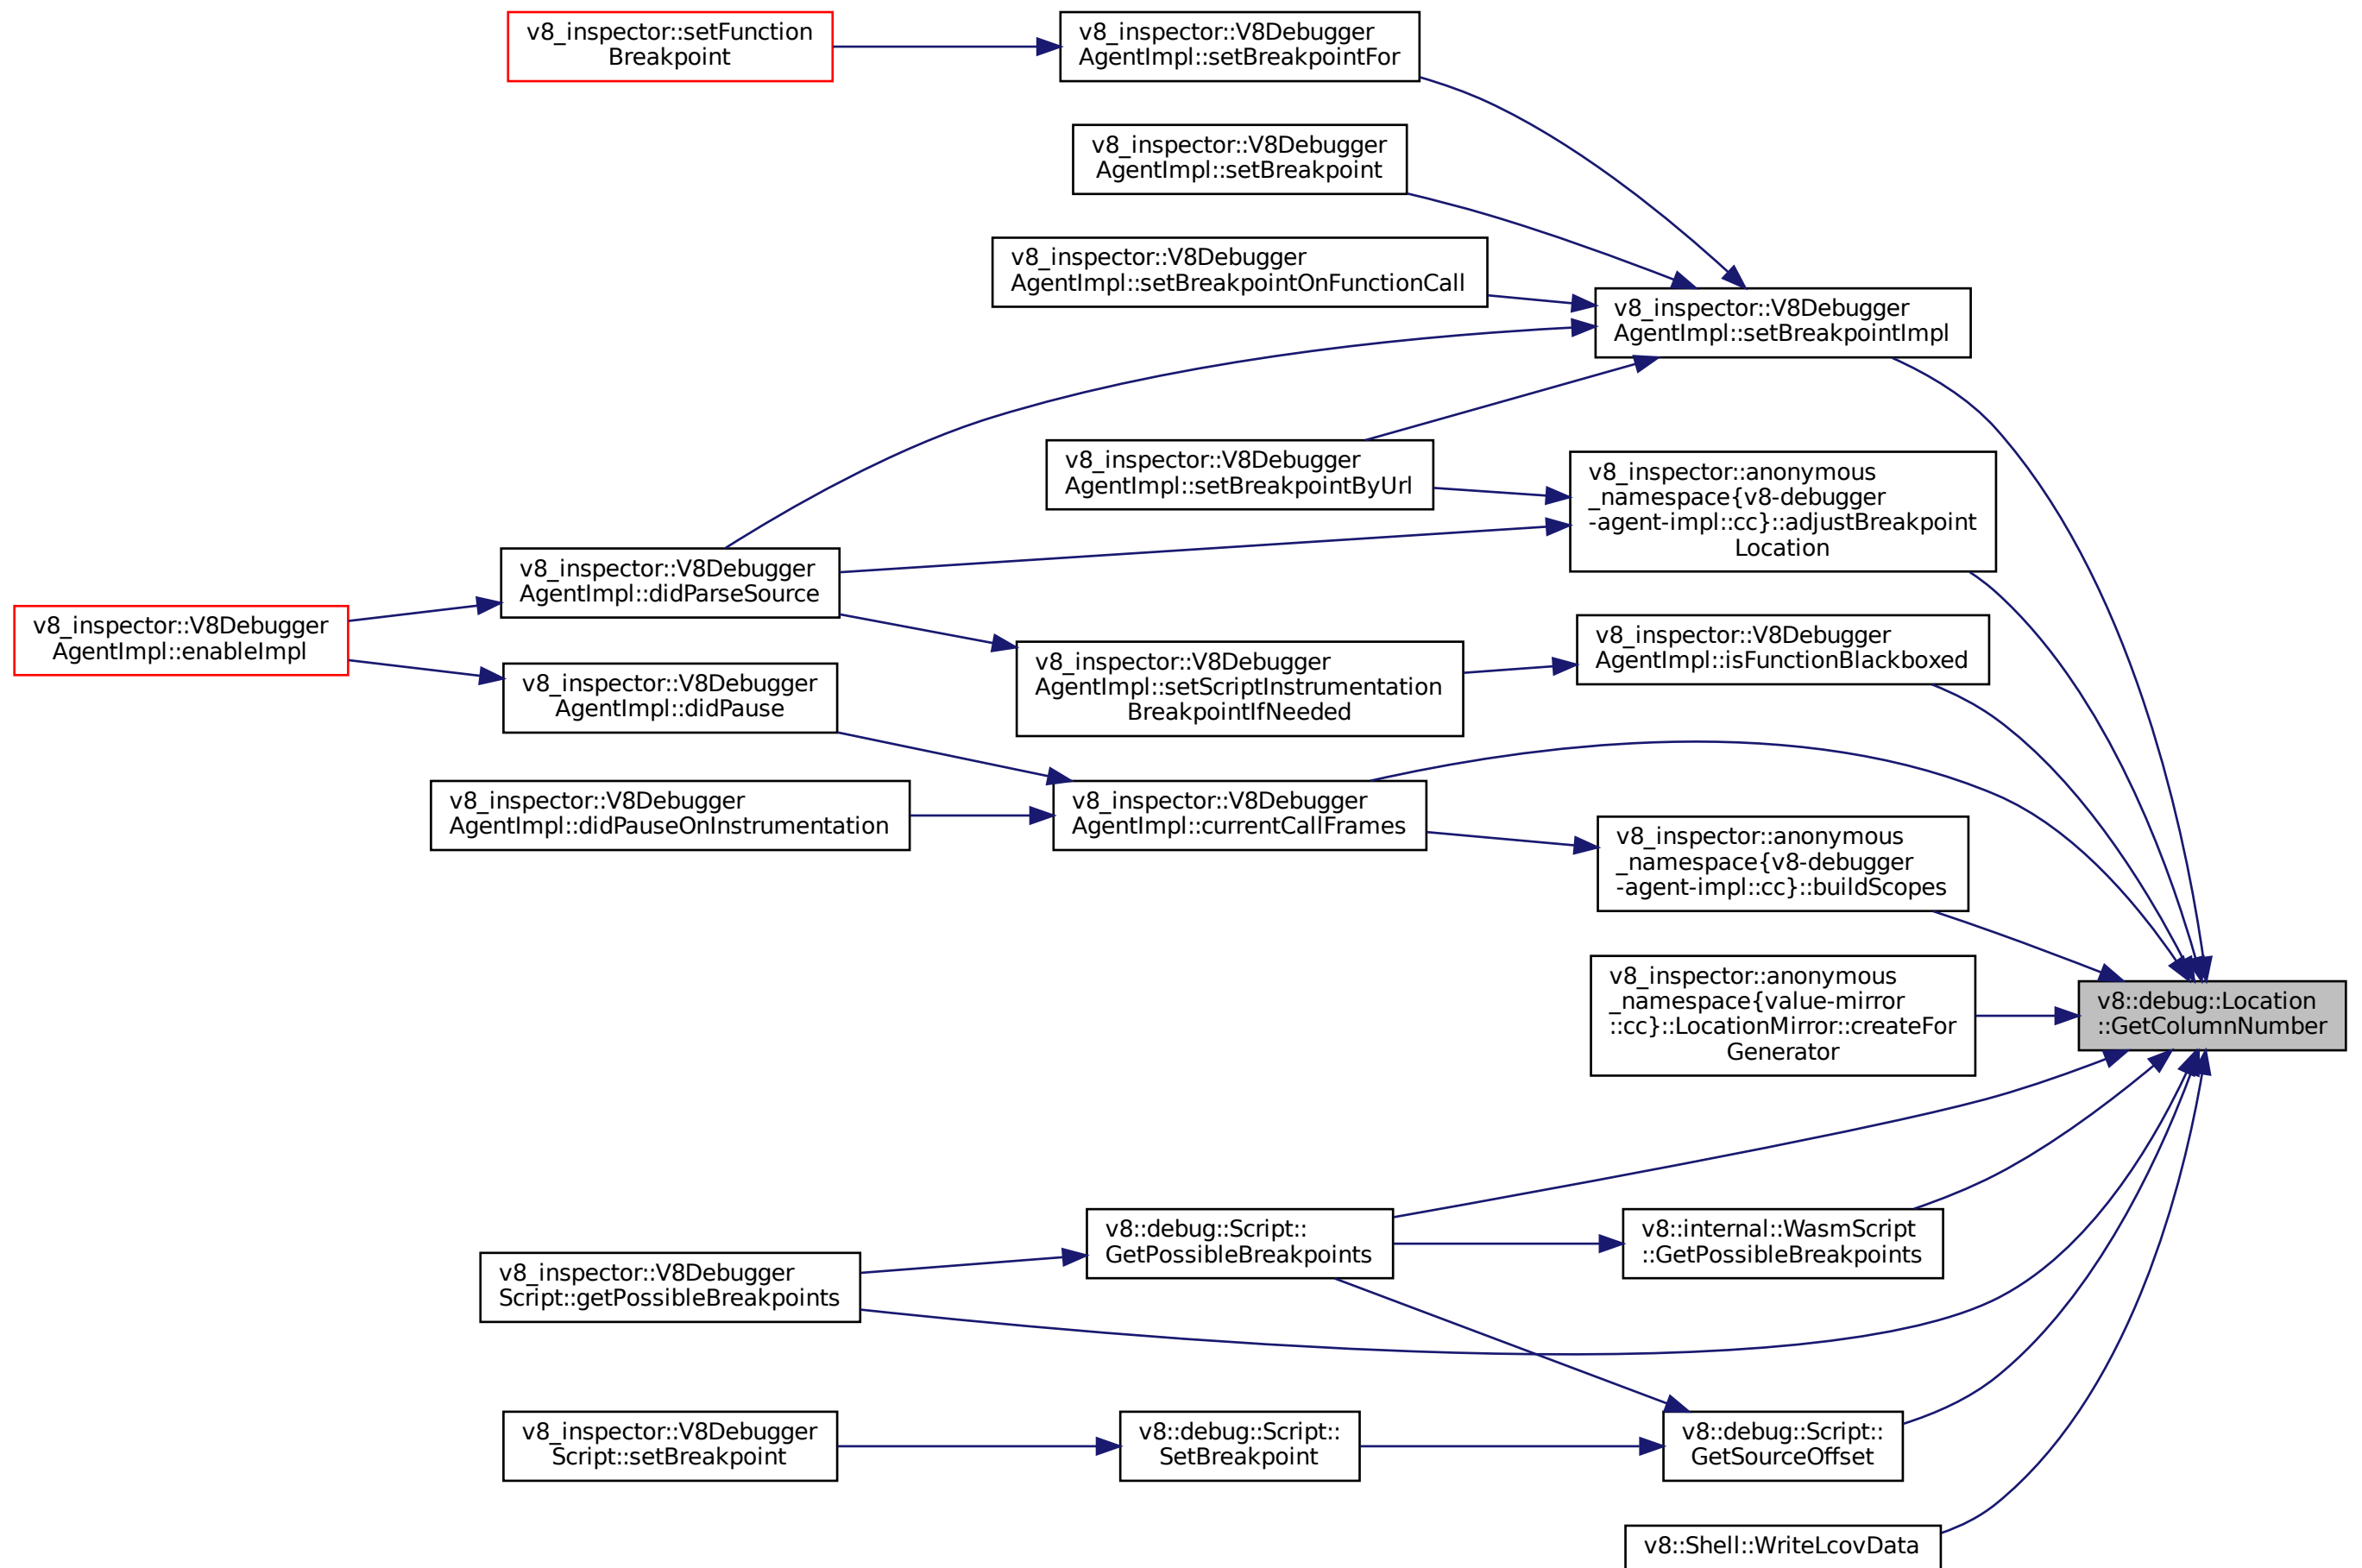 v8_inspector::setFunction
Breakpoint
v8_inspector::V8Debugger
AgentImpl::setBreakpointFor
v8_inspector::V8Debugger
AgentImpl::setBreakpoint
v8_inspector::V8Debugger
AgentImpl::setBreakpointOnFunctionCall
v8_inspector::V8Debugger
AgentImpl::setBreakpointImpl
v8_inspector::V8Debugger
AgentImpl::setBreakpointByUrl
v8_inspector::anonymous
_namespace{v8-debugger
-agent-impl::cc}::adjustBreakpoint
Location
v8_inspector::V8Debugger
AgentImpl::didParseSource
v8_inspector::V8Debugger
AgentImpl::enableImpl
v8_inspector::V8Debugger
AgentImpl::setScriptInstrumentation
BreakpointIfNeeded
v8_inspector::V8Debugger
AgentImpl::isFunctionBlackboxed
v8_inspector::V8Debugger
AgentImpl::didPause
v8_inspector::V8Debugger
AgentImpl::didPauseOnInstrumentation
v8_inspector::V8Debugger
AgentImpl::currentCallFrames
v8_inspector::anonymous
_namespace{v8-debugger
-agent-impl::cc}::buildScopes
v8_inspector::anonymous
_namespace{value-mirror
::cc}::LocationMirror::createFor
Generator
v8::debug::Location
::GetColumnNumber
v8::debug::Script::
GetPossibleBreakpoints
v8::internal::WasmScript
::GetPossibleBreakpoints
v8_inspector::V8Debugger
Script::getPossibleBreakpoints
v8_inspector::V8Debugger
Script::setBreakpoint
v8::debug::Script::
SetBreakpoint
v8::debug::Script::
GetSourceOffset
v8::Shell::WriteLcovData